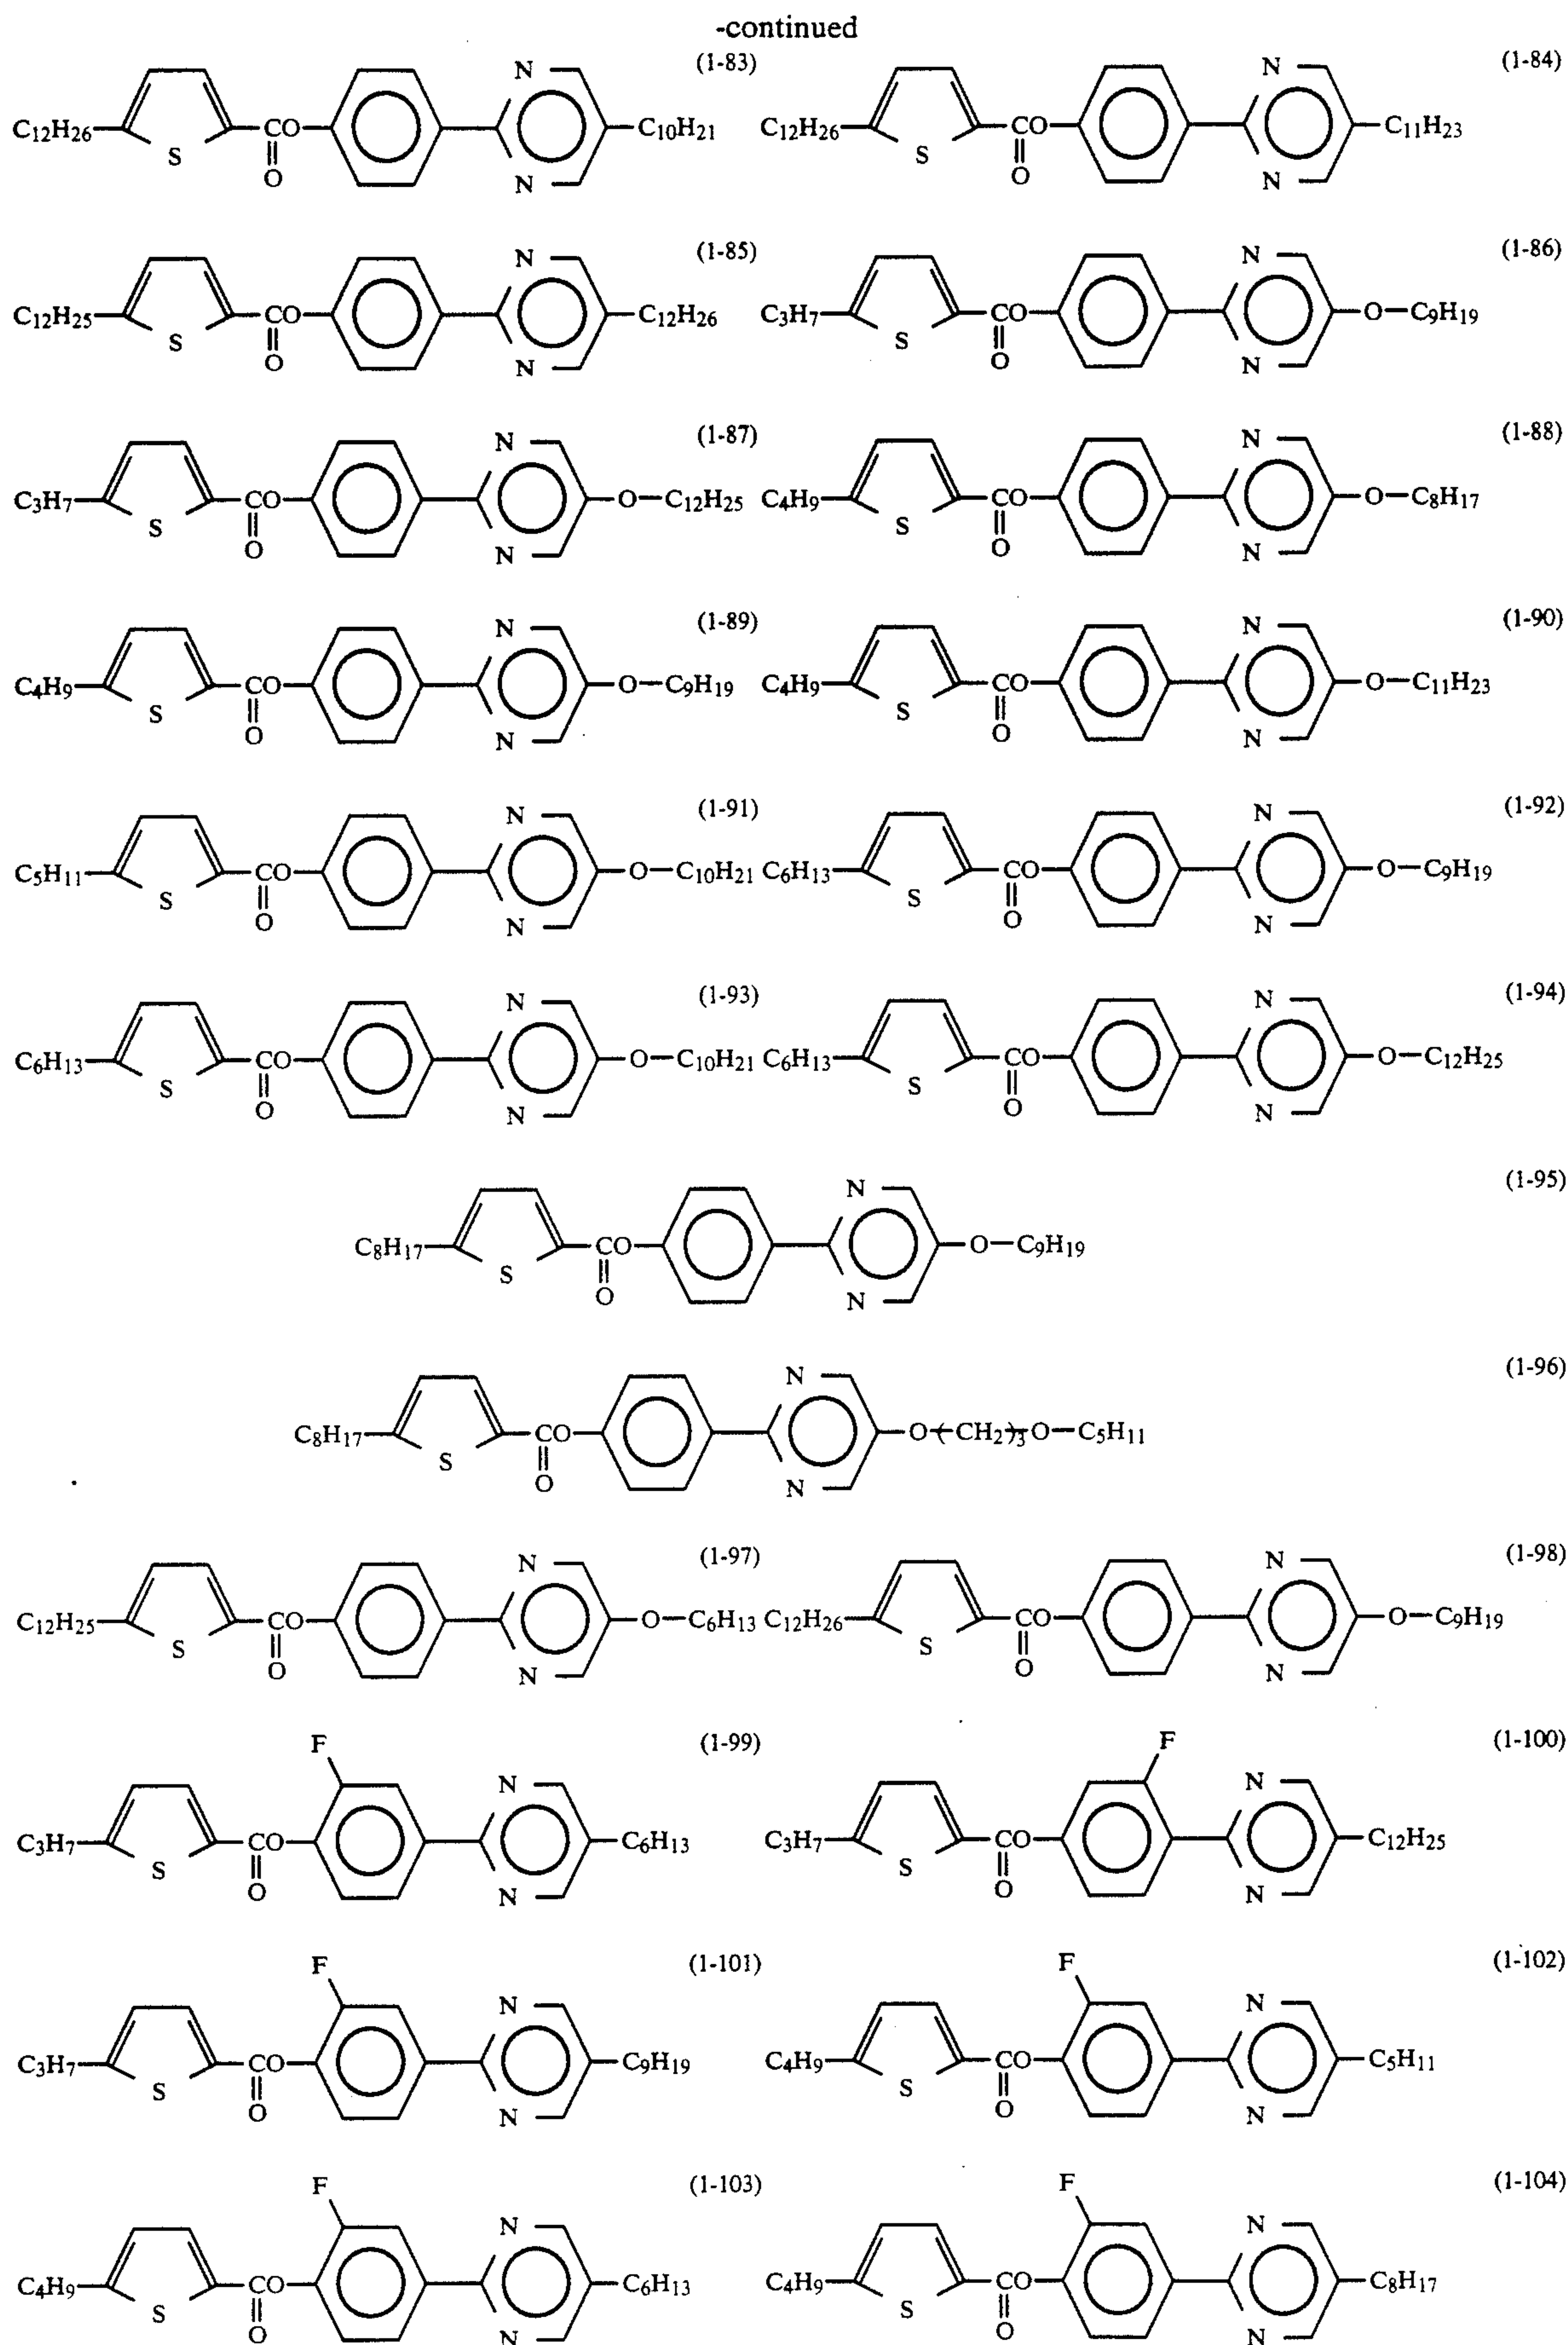 -continued
(1-83) (1-84)
N N
C12H26 S CO O N C10H21 C12H26 S CO O N C11H23
(1-85) (1-86)
N N
C12H25 S CO O N C12H26 C3H7 S CO O N O C9H19
(1-87) (1-88)
N N
C3H7 S CO O N O C12H25 C4H9 S CO O N O C8H17
(1-89) (1-90)
N N
C4H9 S CO O N O C9H19 C4H9 S CO O N O C11H23
(1-91) (1-92)
N N
C5H11 S CO O N O C10H21 C6H13 S CO O N O C9H19
(1-93) (1-94)
N N
C6H13 S CO O N O C10H21 C6H13 S CO O N O C12H25
(1-95)
N
C8H17 S CO O N O C9H19
(1-96)
N
C8H17 S CO O N O(CH2)3O C5H11
(1-97) (1-98)
N N
C12H25 S CO O N O C6H13 C12H26 S CO O N O C9H19
F (1-99) F (1-100)
N N
C3H7 S CO O N C6H13 C3H7 S CO O N C12H25
F (1-101) F (1-102)
N N
C3H7 S CO O N C9H19 C4H9 S CO O N C5H11
F (1-103) F (1-104)
N N
C4H9 S CO O N C6H13 C4H9 S CO O N C8H17